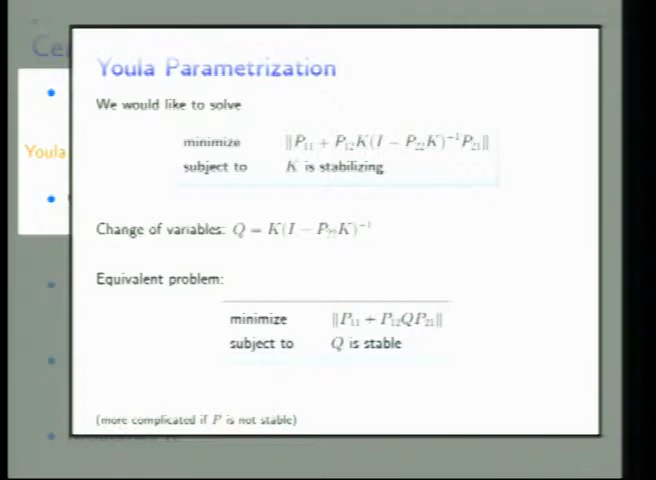 Youla Parametrization
We would like to solve
minimize ‖P₁₁ + P₁₂K(I − P₂₂K)⁻¹P₂₁‖
subject to K is stabilizing
Youla
Change of variables: Q = K(I − P₂₂K)⁻¹
Equivalent problem:
minimize ‖P₁₁ + P₁₂QP₂₁‖
subject to Q is stable
(more complicated if P is not stable)